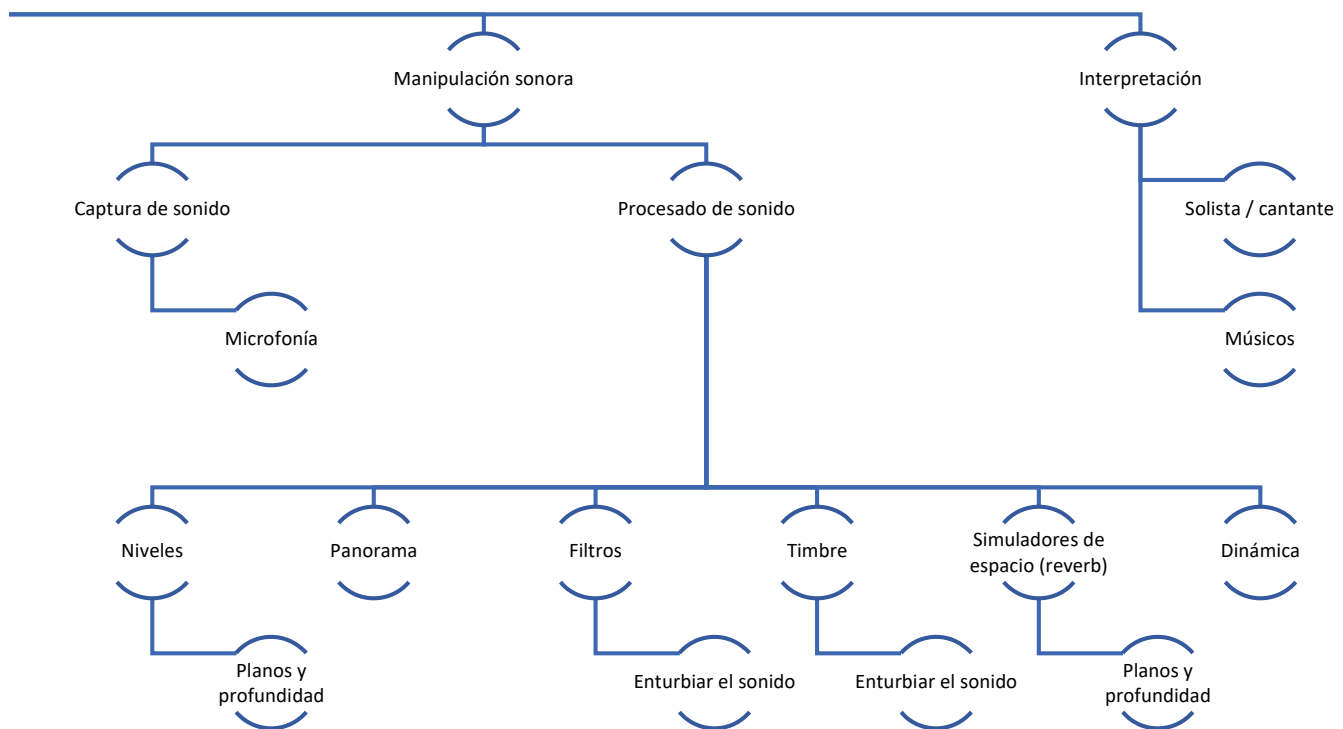 Manipulación sonora
Interpretación
Captura de sonido
Procesado de sonido
Solista / cantante
Microfonía
Músicos
Niveles
Panorama
Filtros
Timbre
Simuladores de
espacio (reverb)
Dinámica
Planos y
profundidad
Enturbiar el sonido
Enturbiar el sonido
Planos y
profundidad